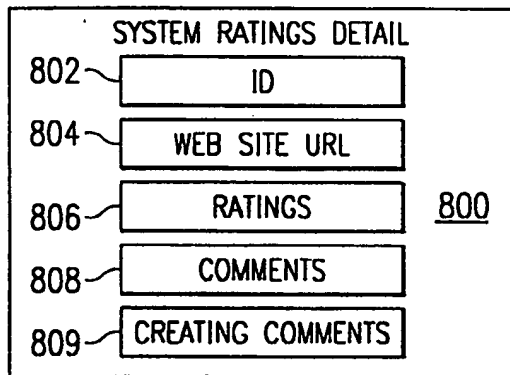 SYSTEM RATINGS DETAIL
802 ID
804 WEB SITE URL
806 RATINGS 800
808 COMMENTS
809 CREATING COMMENTS